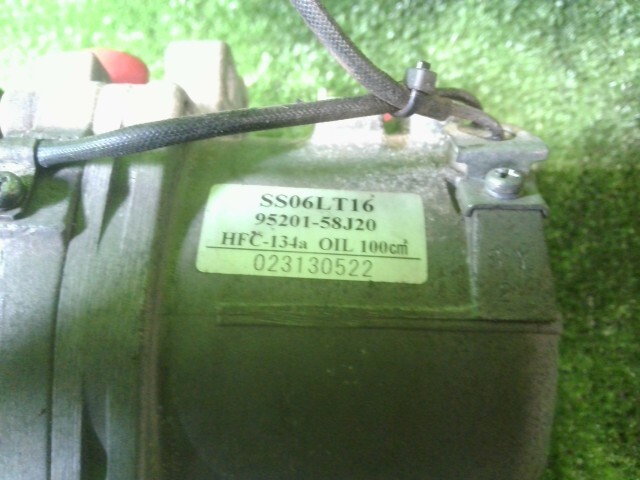 SS06LT16
95201-58J20
HFC-134a OIL 100cm³
023130522